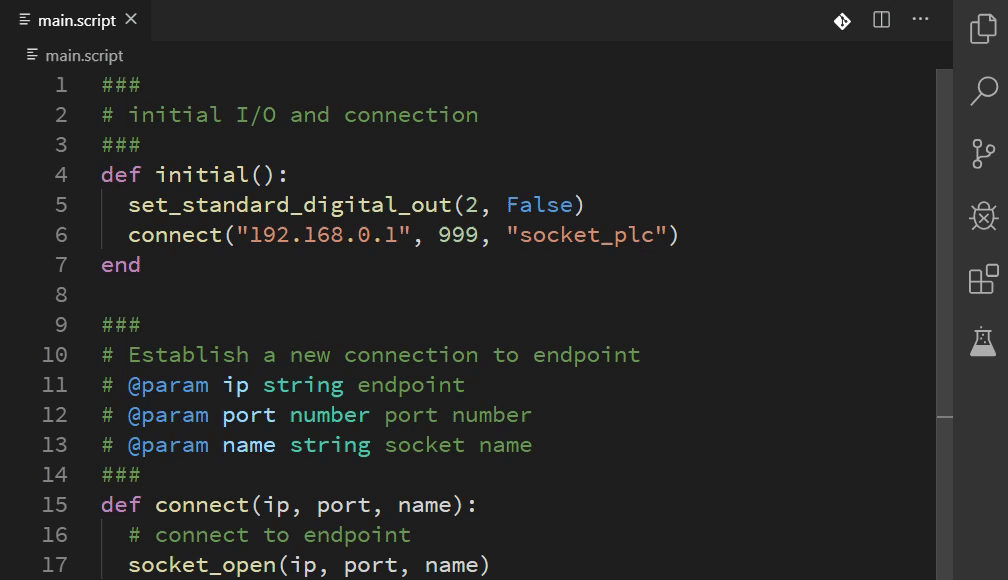 main.script
main.script
1 ###
2 # initial I/O and connection
3 ###
4 def initial():
5 set_standard_digital_out(2, False)
6 connect("192.168.0.1", 999, "socket_plc")
7 end
8
9 ###
10 # Establish a new connection to endpoint
11 # @param ip string endpoint
12 # @param port number port number
13 # @param name string socket name
14 ###
15 def connect(ip, port, name):
16 # connect to endpoint
17 socket_open(ip, port, name)